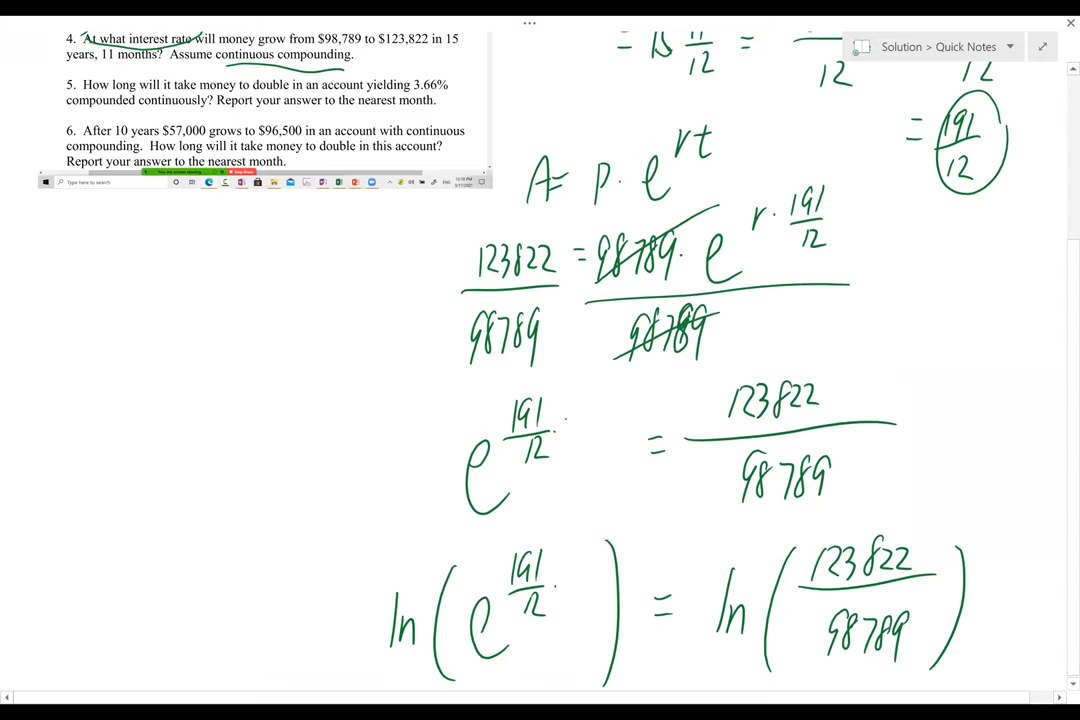 4. At what interest rate will money grow from $98,789 to $123,822 in 15
years, 11 months? Assume continuous compounding.
5. How long will it take money to double in an account yielding 3.66%
compounded continuously? Report your answer to the nearest month.
6. After 10 years $57,000 grows to $96,500 in an account with continuous
compounding. How long will it take money to double in this account?
Report your answer to the nearest month.
Type here to search
Solution > Quick Notes
= 15 11/12 =
12
12
= 191/12
A = P · e^rt
123822 = 98789 · e^r · 191/12
98789 98789
e^191/12 · = 123822/98789
ln(e^191/12 ·) = ln(123822/98789)